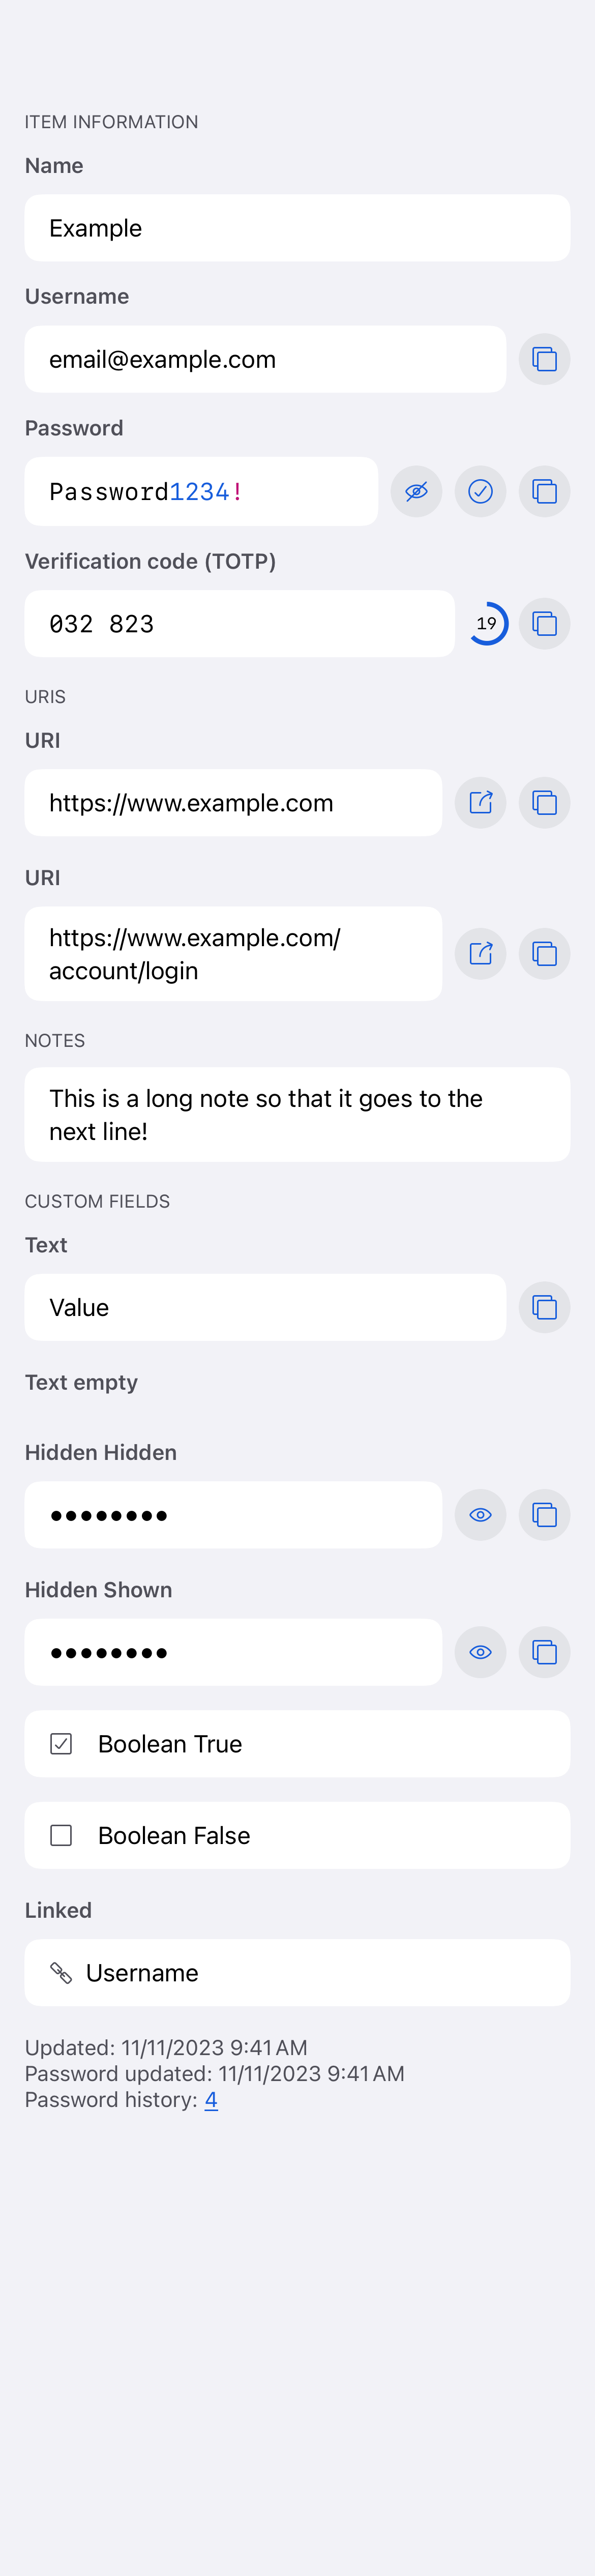 ITEM INFORMATION
Name
Example
Username
email@example.com
Password
Password1234!
Verification code (TOTP)
032 823
19
URIS
URI
https://www.example.com
URI
https://www.example.com/
account/login
NOTES
This is a long note so that it goes to the
next line!
CUSTOM FIELDS
Text
Value
Text empty
Hidden Hidden
••••••••
Hidden Shown
••••••••
Boolean True
Boolean False
Linked
Username
Updated: 11/11/2023 9:41 AM
Password updated: 11/11/2023 9:41 AM
Password history: 4